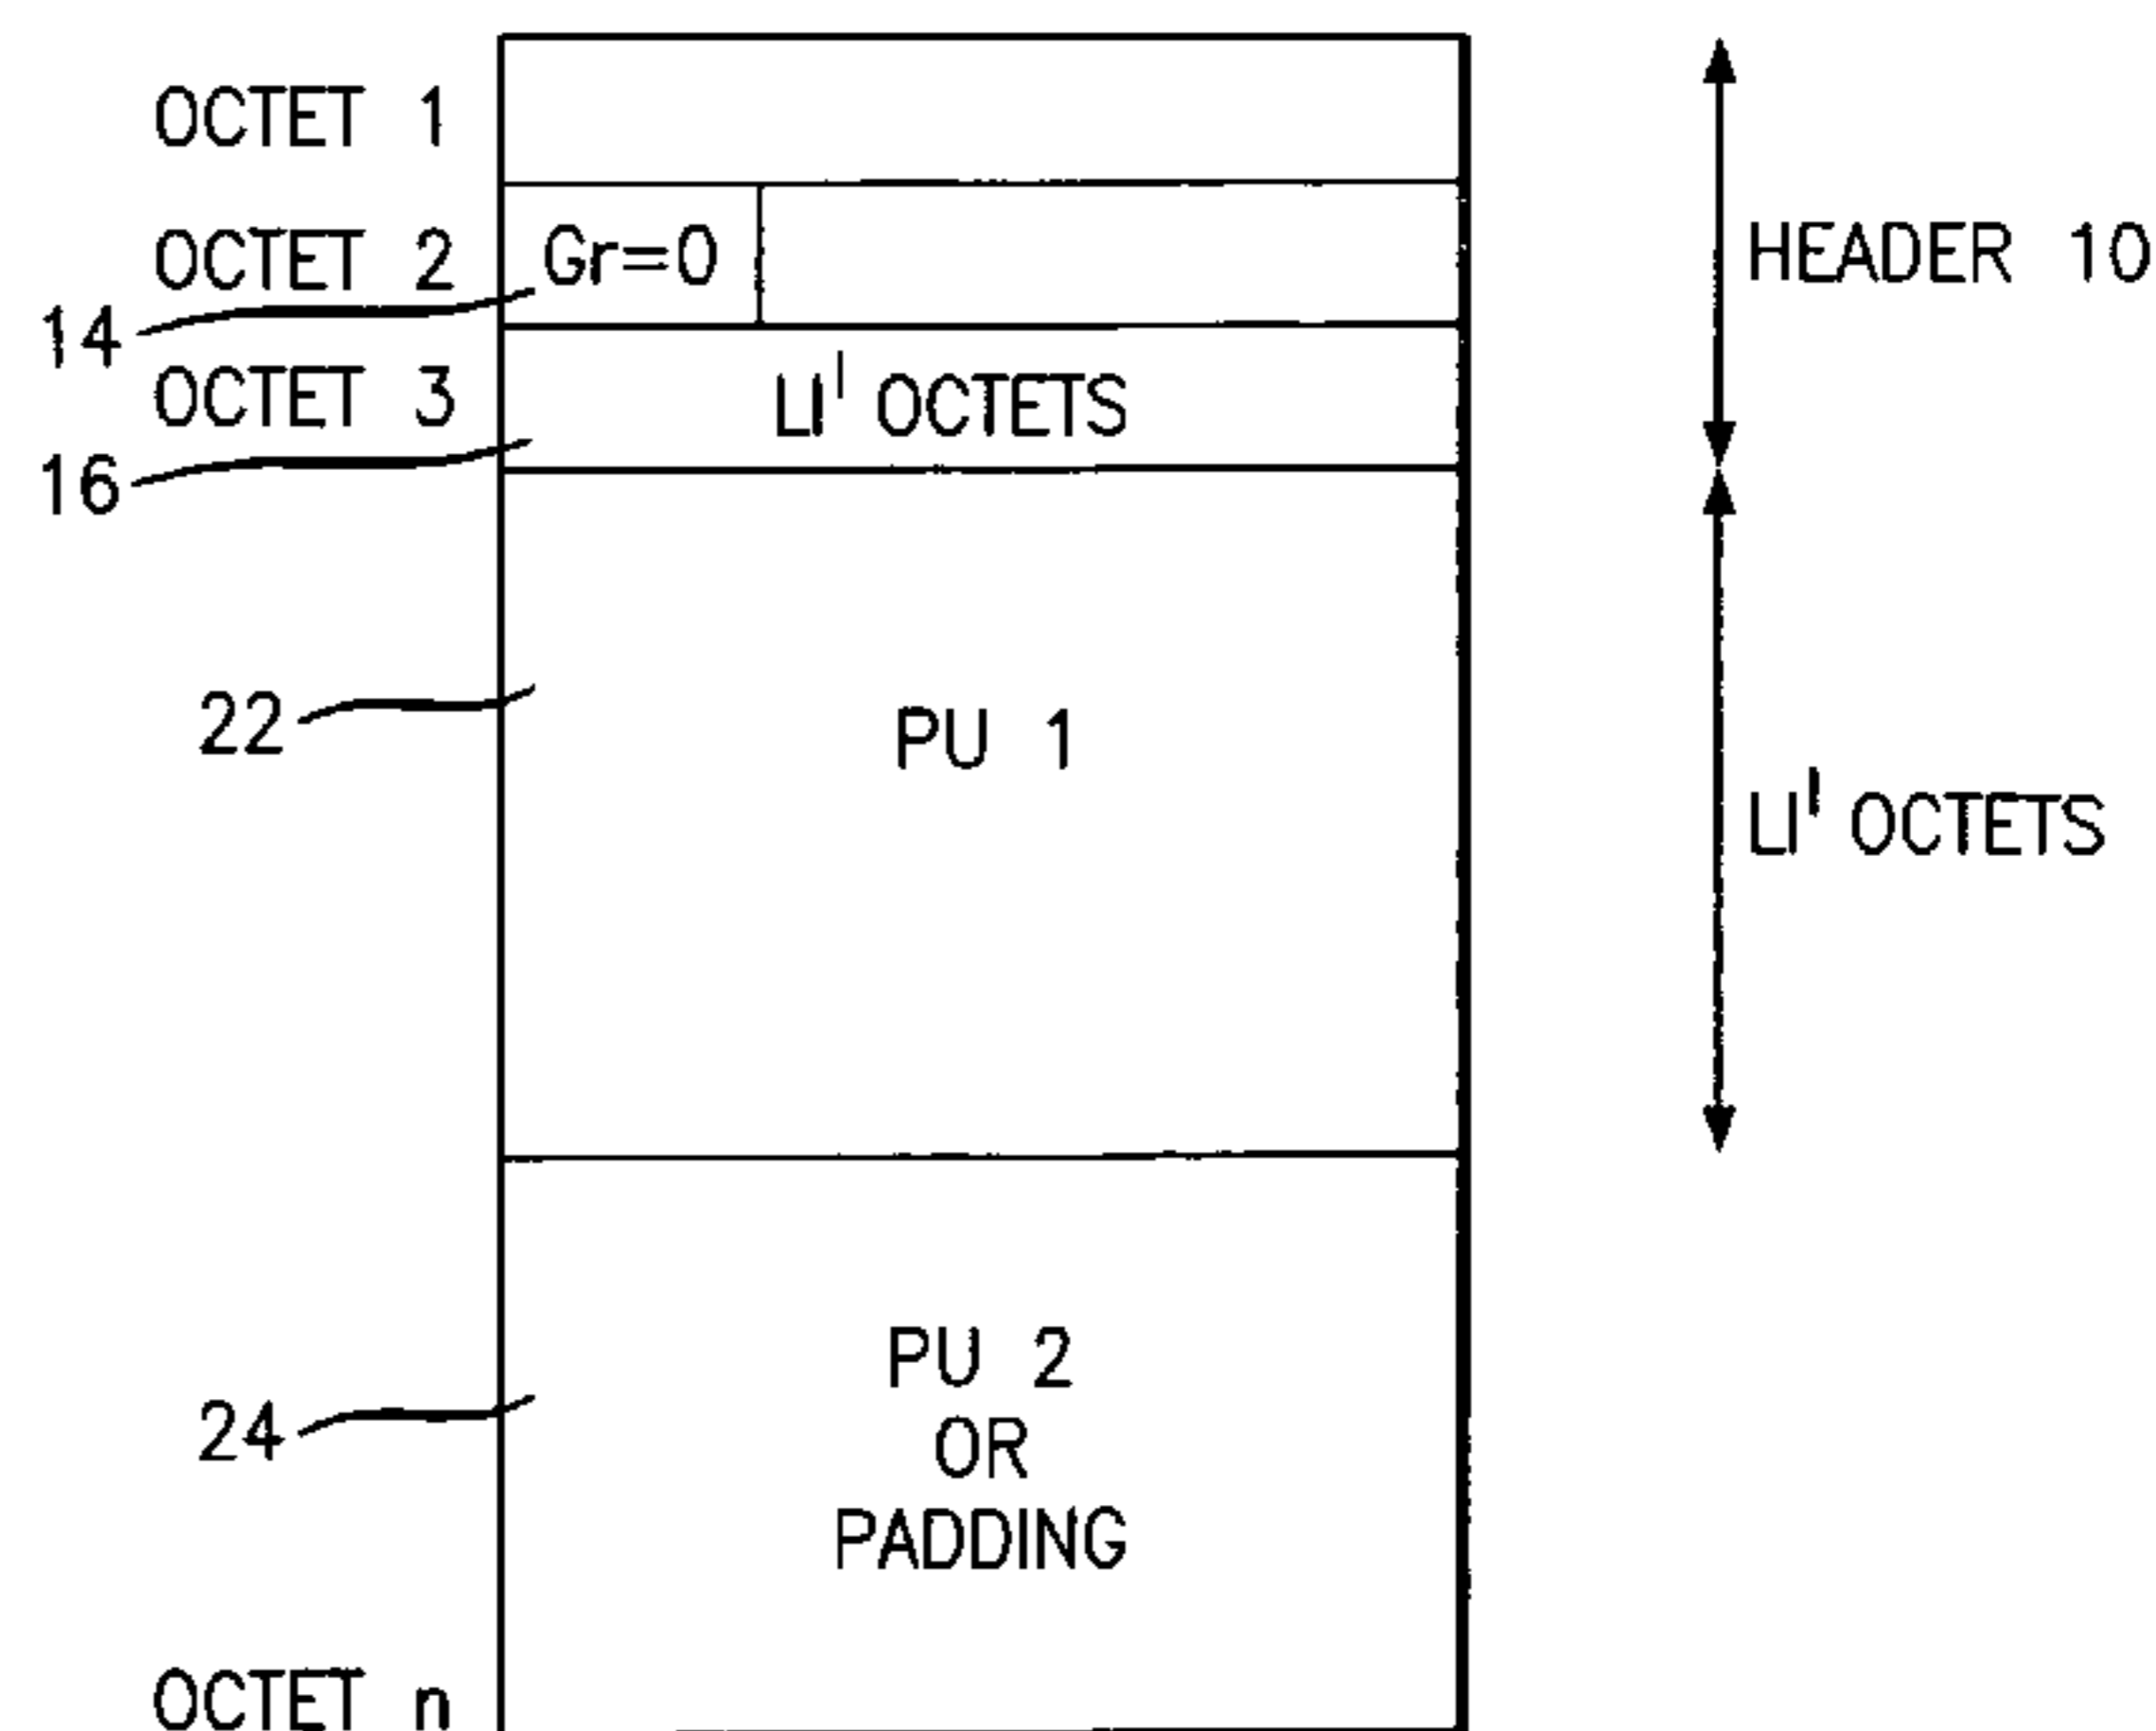 OCTET 1
OCTET 2
Gr=0
HEADER 10
14
OCTET 3
LI' OCTETS
16
22
PU 1
LI' OCTETS
24
PU 2
OR
PADDING
OCTET n